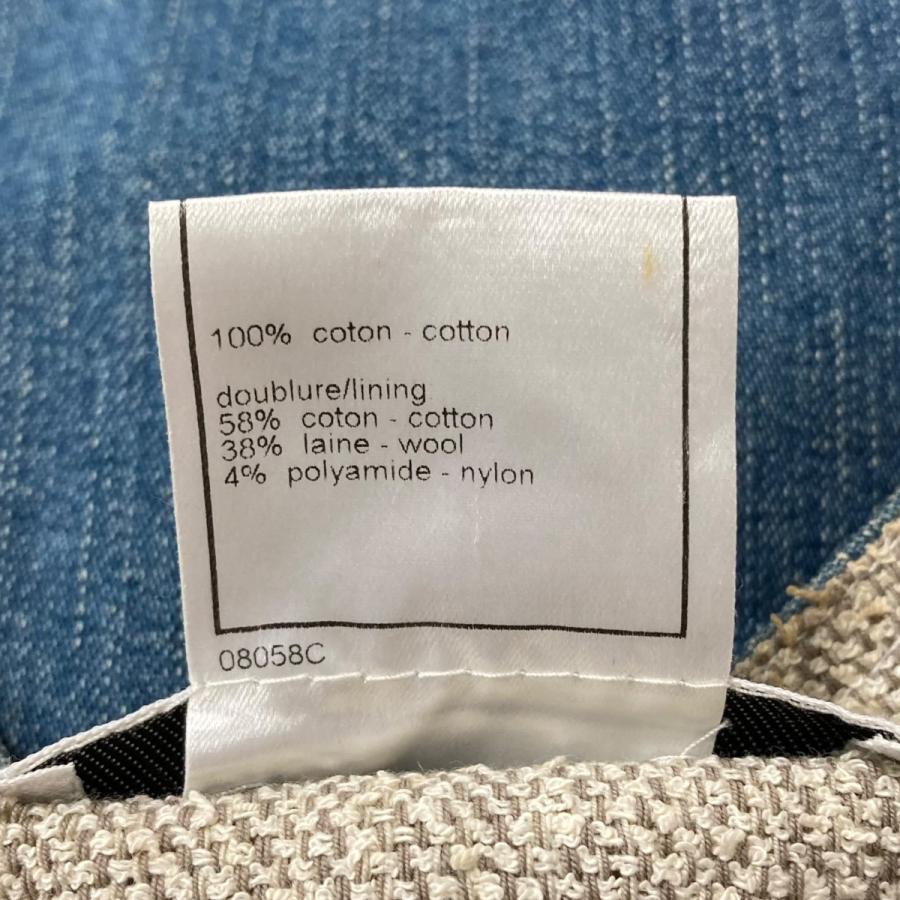 100% coton - cotton
doublure/lining
58% coton - cotton
38% laine - wool
4% polyamide - nylon
08058C